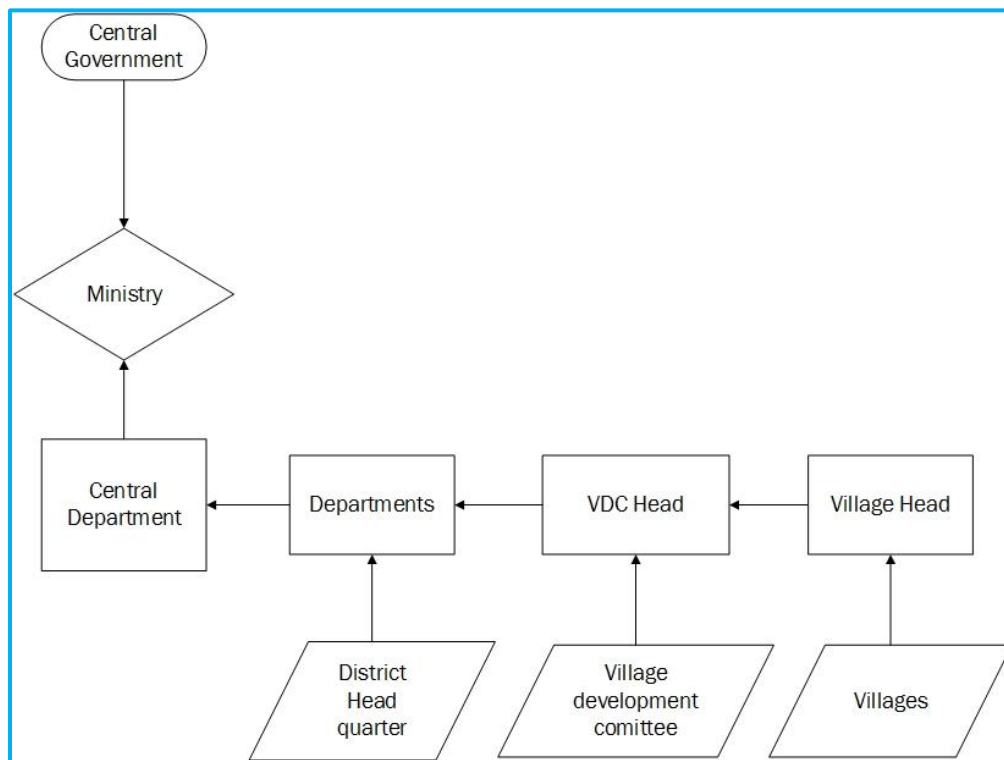 Central
Government
Ministry
Central
Department
Departments
VDC Head
Village Head
District
Head
quarter
Village
development
comittee
Villages